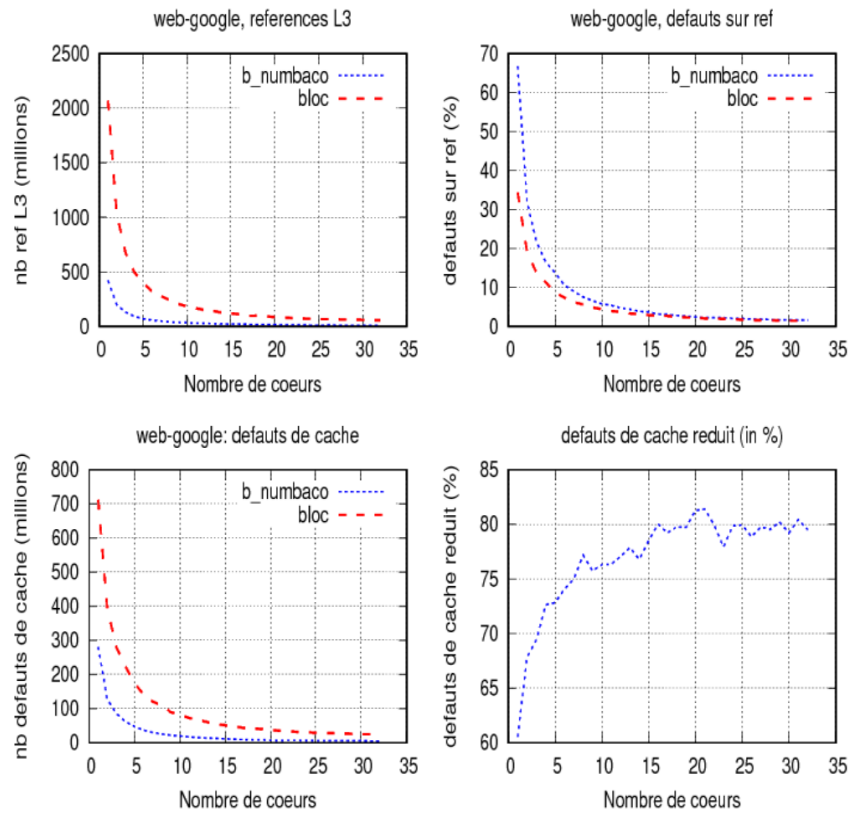 web-google, references L3
nb ref L3 (millions)
2500
2000
1500
1000
500
0
b_numbaco
bloc
0 5 10 15 20 25 30 35
Nombre de coeurs
web-google, defauts sur ref
defauts sur ref (%)
70
60
50
40
30
20
10
0
b_numbaco
bloc
0 5 10 15 20 25 30 35
Nombre de coeurs
web-google: defauts de cache
nb defauts de cache (millions)
800
700
600
500
400
300
200
100
0
b_numbaco
bloc
0 5 10 15 20 25 30 35
Nombre de coeurs
defauts de cache reduit (in %)
defauts de cache reduit (%)
85
80
75
70
65
60
0 5 10 15 20 25 30 35
Nombre de coeurs